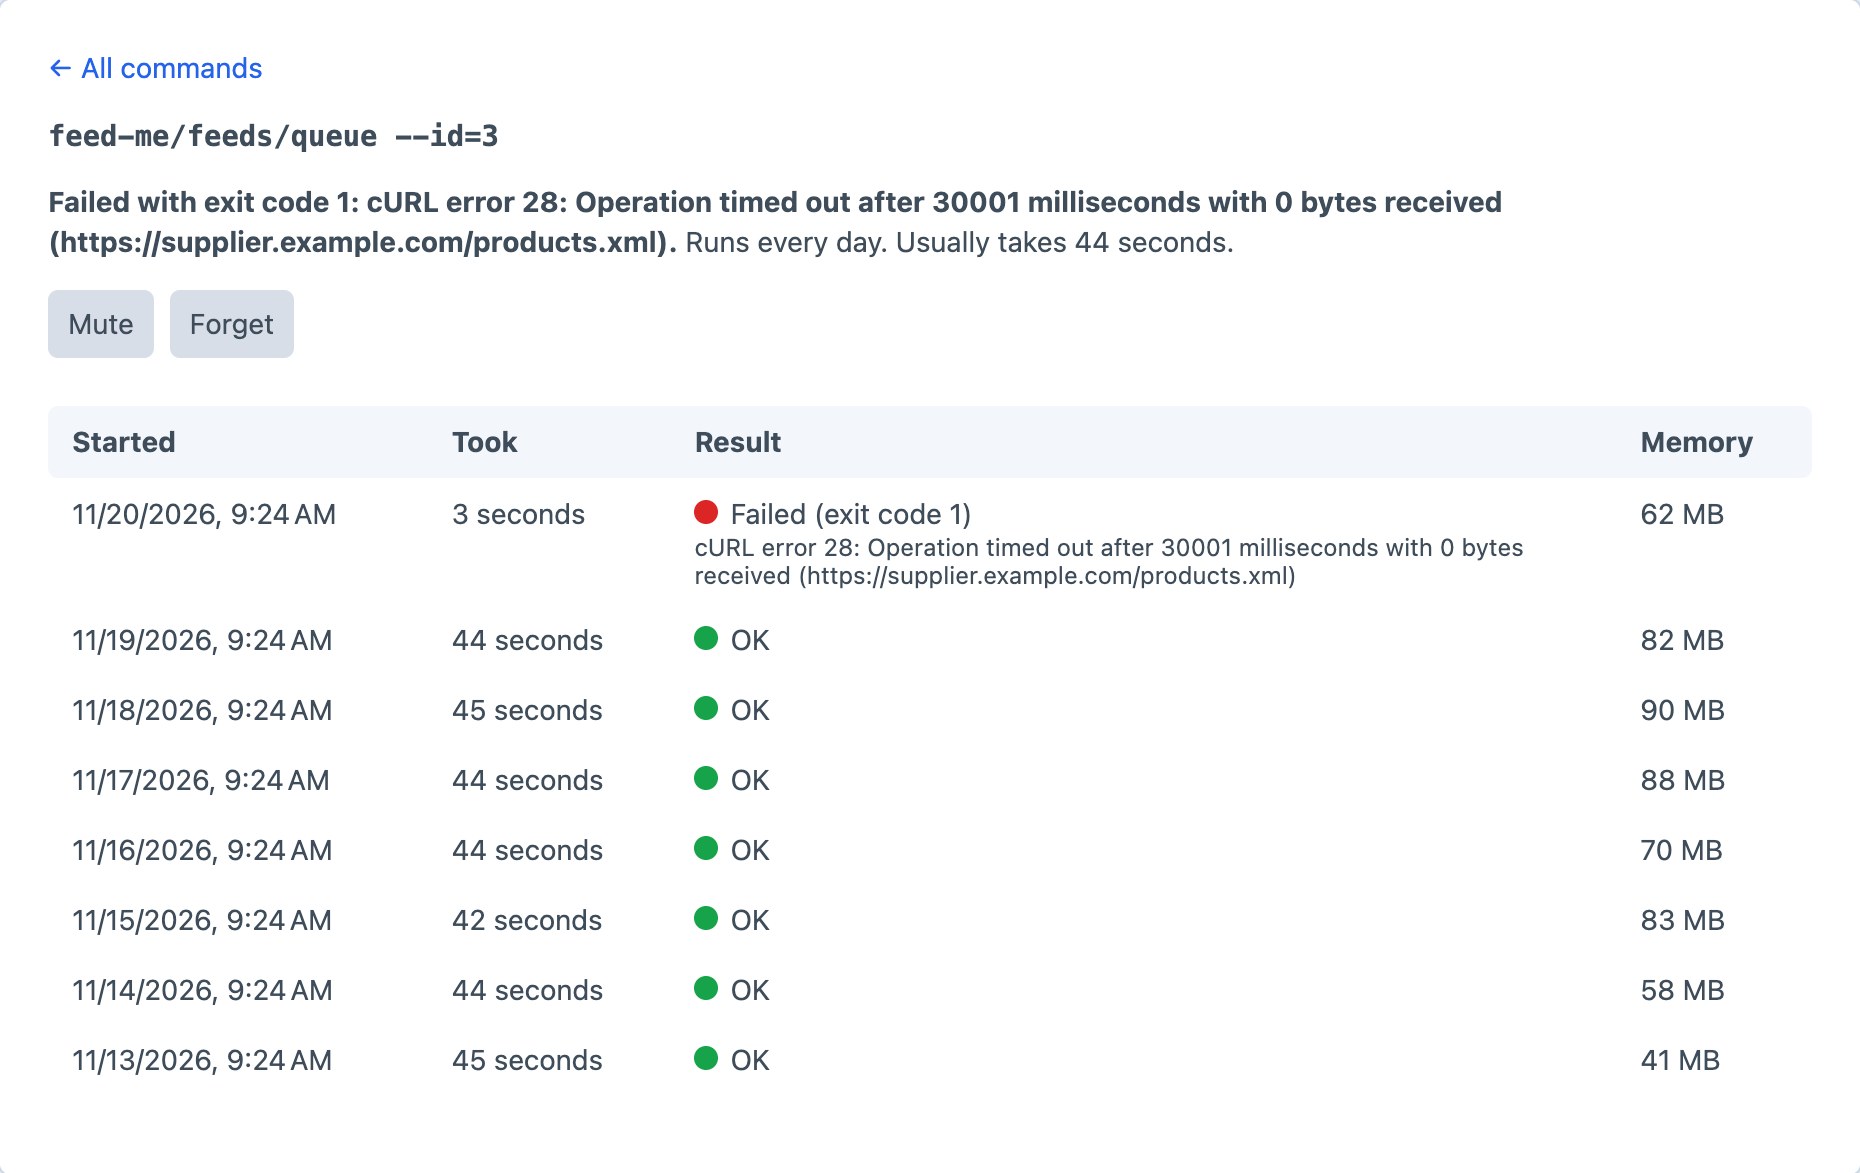 ← All commands
feed-me/feeds/queue --id=3
Failed with exit code 1: cURL error 28: Operation timed out after 30001 milliseconds with 0 bytes received
(https://supplier.example.com/products.xml). Runs every day. Usually takes 44 seconds.
Mute Forget
Started Took Result Memory
11/20/2026, 9:24 AM 3 seconds Failed (exit code 1) 62 MB
cURL error 28: Operation timed out after 30001 milliseconds with 0 bytes
received (https://supplier.example.com/products.xml)
11/19/2026, 9:24 AM 44 seconds OK 82 MB
11/18/2026, 9:24 AM 45 seconds OK 90 MB
11/17/2026, 9:24 AM 44 seconds OK 88 MB
11/16/2026, 9:24 AM 44 seconds OK 70 MB
11/15/2026, 9:24 AM 42 seconds OK 83 MB
11/14/2026, 9:24 AM 44 seconds OK 58 MB
11/13/2026, 9:24 AM 45 seconds OK 41 MB